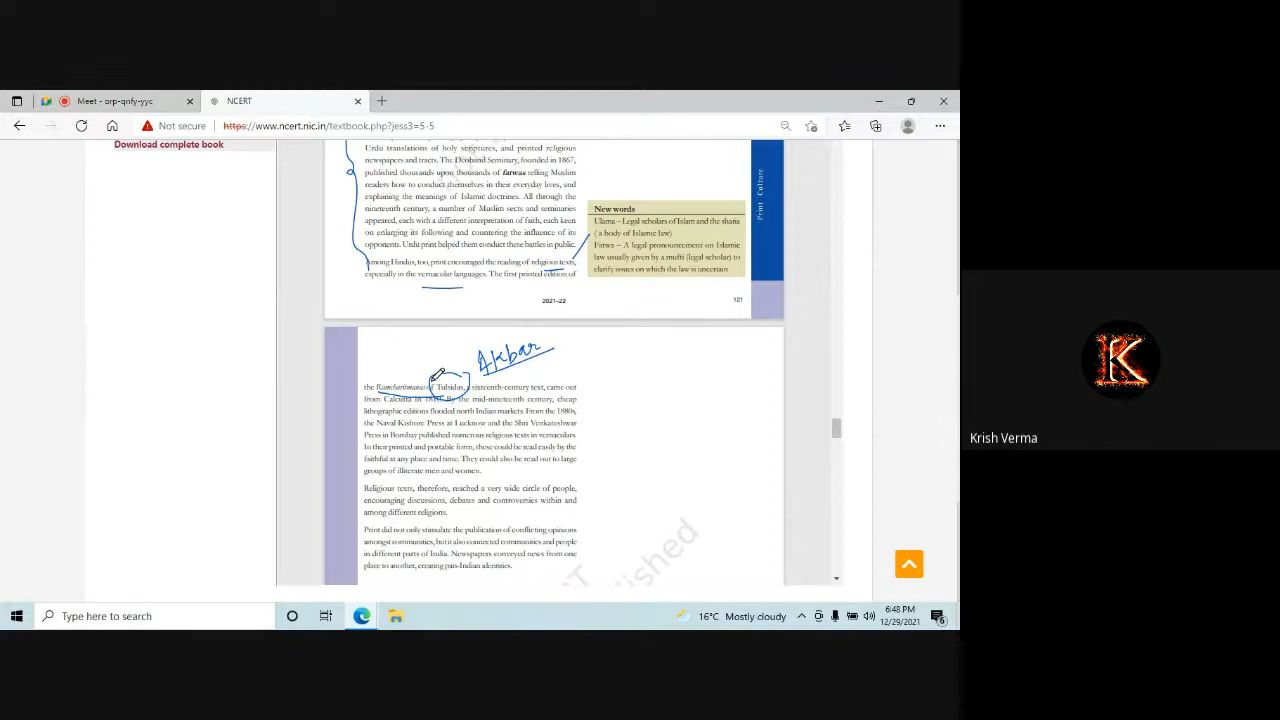 Meet - orp-qnfy-yyc
NCERT
Not secure
https://www.ncert.nic.in/textbook.php?jess3=5-5
Download complete book
Urdu translations of holy scriptures, and printed religious
newspapers and tracts. The Deoband Seminary, founded in 1867,
published thousands upon thousands of fatwas telling Muslim
readers how to conduct themselves in their everyday lives, and
explaining the meanings of Islamic doctrines. All through the
nineteenth century, a number of Muslim sects and seminaries
appeared, each with a different interpretation of faith, each keen
on enlarging its following and countering the influence of its
opponents. Urdu print helped them conduct these battles in public.
Among Hindus, too, print encouraged the reading of religious texts,
especially in the vernacular languages. The first printed edition of
New words
Ulama – Legal scholars of Islam and the sharia
( a body of Islamic law)
Fatwa – A legal pronouncement on Islamic
law usually given by a mufti (legal scholar) to
clarify issues on which the law is uncertain
Print Culture
2021–22
121
Akbar
the Ramcharitmanas of Tulsidas, a sixteenth-century text, came out
from Calcutta in 1810. By the mid-nineteenth century, cheap
lithographic editions flooded north Indian markets. From the 1880s,
the Naval Kishore Press at Lucknow and the Shri Venkateshwar
Press in Bombay published numerous religious texts in vernaculars.
In their printed and portable form, these could be read easily by the
faithful at any place and time. They could also be read out to large
groups of illiterate men and women.
Religious texts, therefore, reached a very wide circle of people,
encouraging discussions, debates and controversies within and
among different religions.
Print did not only stimulate the publication of conflicting opinions
amongst communities, but it also connected communities and people
in different parts of India. Newspapers conveyed news from one
place to another, creating pan-Indian identities.
K
Krish Verma
Type here to search
16°C Mostly cloudy
6:48 PM
12/29/2021
6